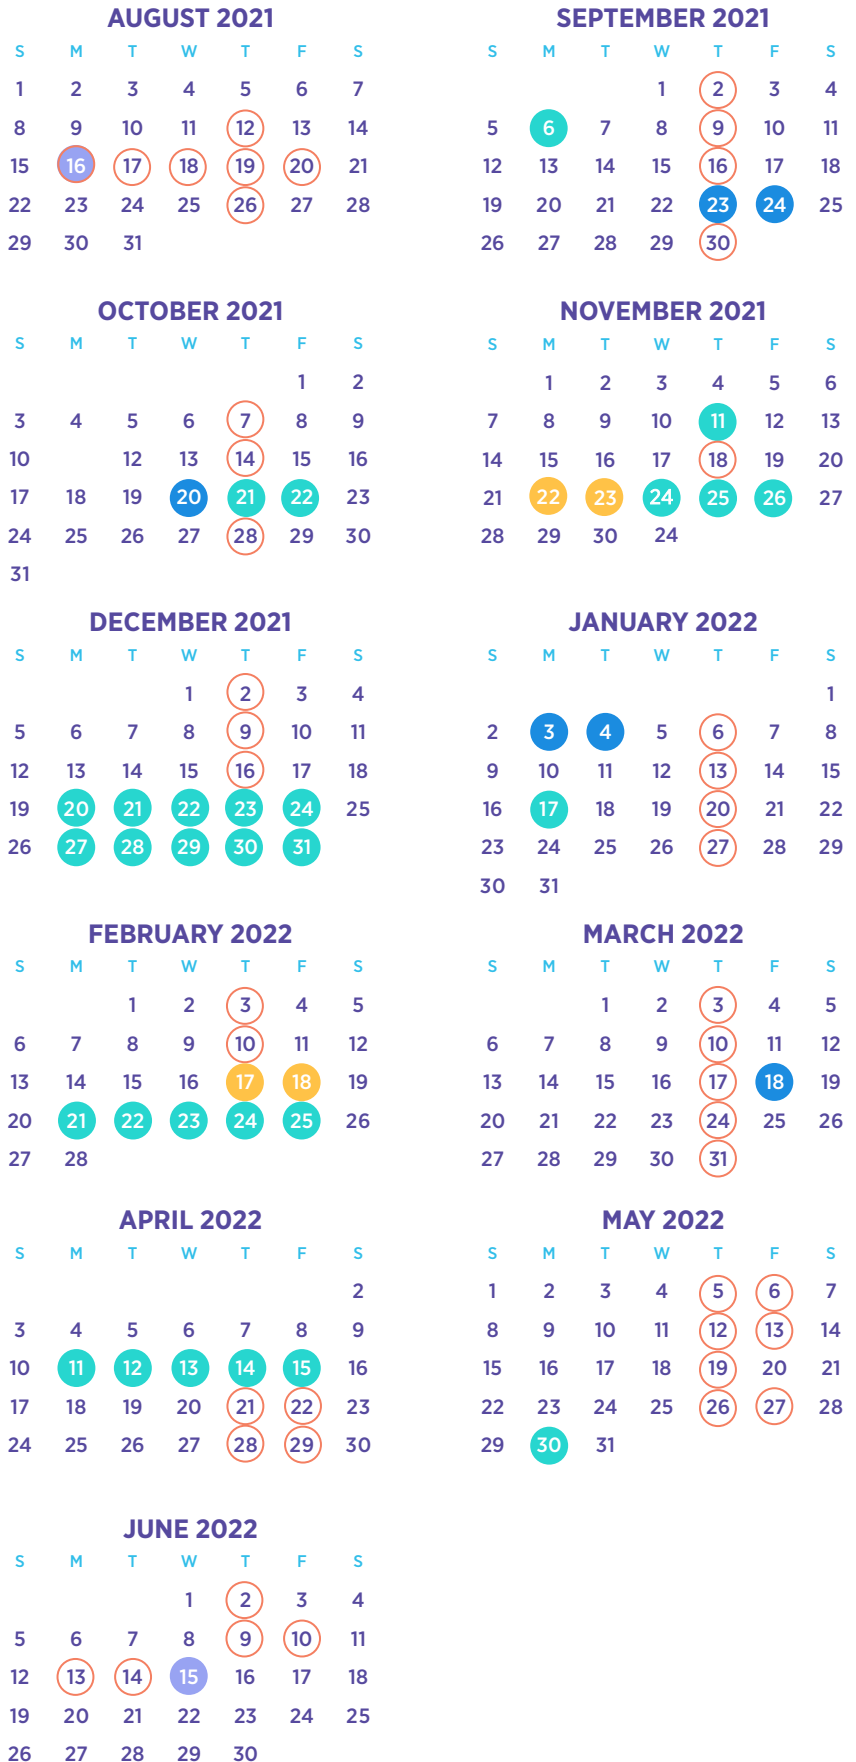 AUGUST 2021
S M T W T F S
1 2 3 4 5 6 7
8 9 10 11 12 13 14
15 16 17 18 19 20 21
22 23 24 25 26 27 28
29 30 31
SEPTEMBER 2021
S M T W T F S
1 2 3 4
5 6 7 8 9 10 11
12 13 14 15 16 17 18
19 20 21 22 23 24 25
26 27 28 29 30
OCTOBER 2021
S M T W T F S
1 2
3 4 5 6 7 8 9
10 12 13 14 15 16
17 18 19 20 21 22 23
24 25 26 27 28 29 30
31
NOVEMBER 2021
S M T W T F S
1 2 3 4 5 6
7 8 9 10 11 12 13
14 15 16 17 18 19 20
21 22 23 24 25 26 27
28 29 30 24
DECEMBER 2021
S M T W T F S
1 2 3 4
5 6 7 8 9 10 11
12 13 14 15 16 17 18
19 20 21 22 23 24 25
26 27 28 29 30 31
JANUARY 2022
S M T W T F S
1
2 3 4 5 6 7 8
9 10 11 12 13 14 15
16 17 18 19 20 21 22
23 24 25 26 27 28 29
30 31
FEBRUARY 2022
S M T W T F S
1 2 3 4 5
6 7 8 9 10 11 12
13 14 15 16 17 18 19
20 21 22 23 24 25 26
27 28
MARCH 2022
S M T W T F S
1 2 3 4 5
6 7 8 9 10 11 12
13 14 15 16 17 18 19
20 21 22 23 24 25 26
27 28 29 30 31
APRIL 2022
S M T W T F S
2
3 4 5 6 7 8 9
10 11 12 13 14 15 16
17 18 19 20 21 22 23
24 25 26 27 28 29 30
MAY 2022
S M T W T F S
1 2 3 4 5 6 7
8 9 10 11 12 13 14
15 16 17 18 19 20 21
22 23 24 25 26 27 28
29 30 31
JUNE 2022
S M T W T F S
1 2 3 4
5 6 7 8 9 10 11
12 13 14 15 16 17 18
19 20 21 22 23 24 25
26 27 28 29 30